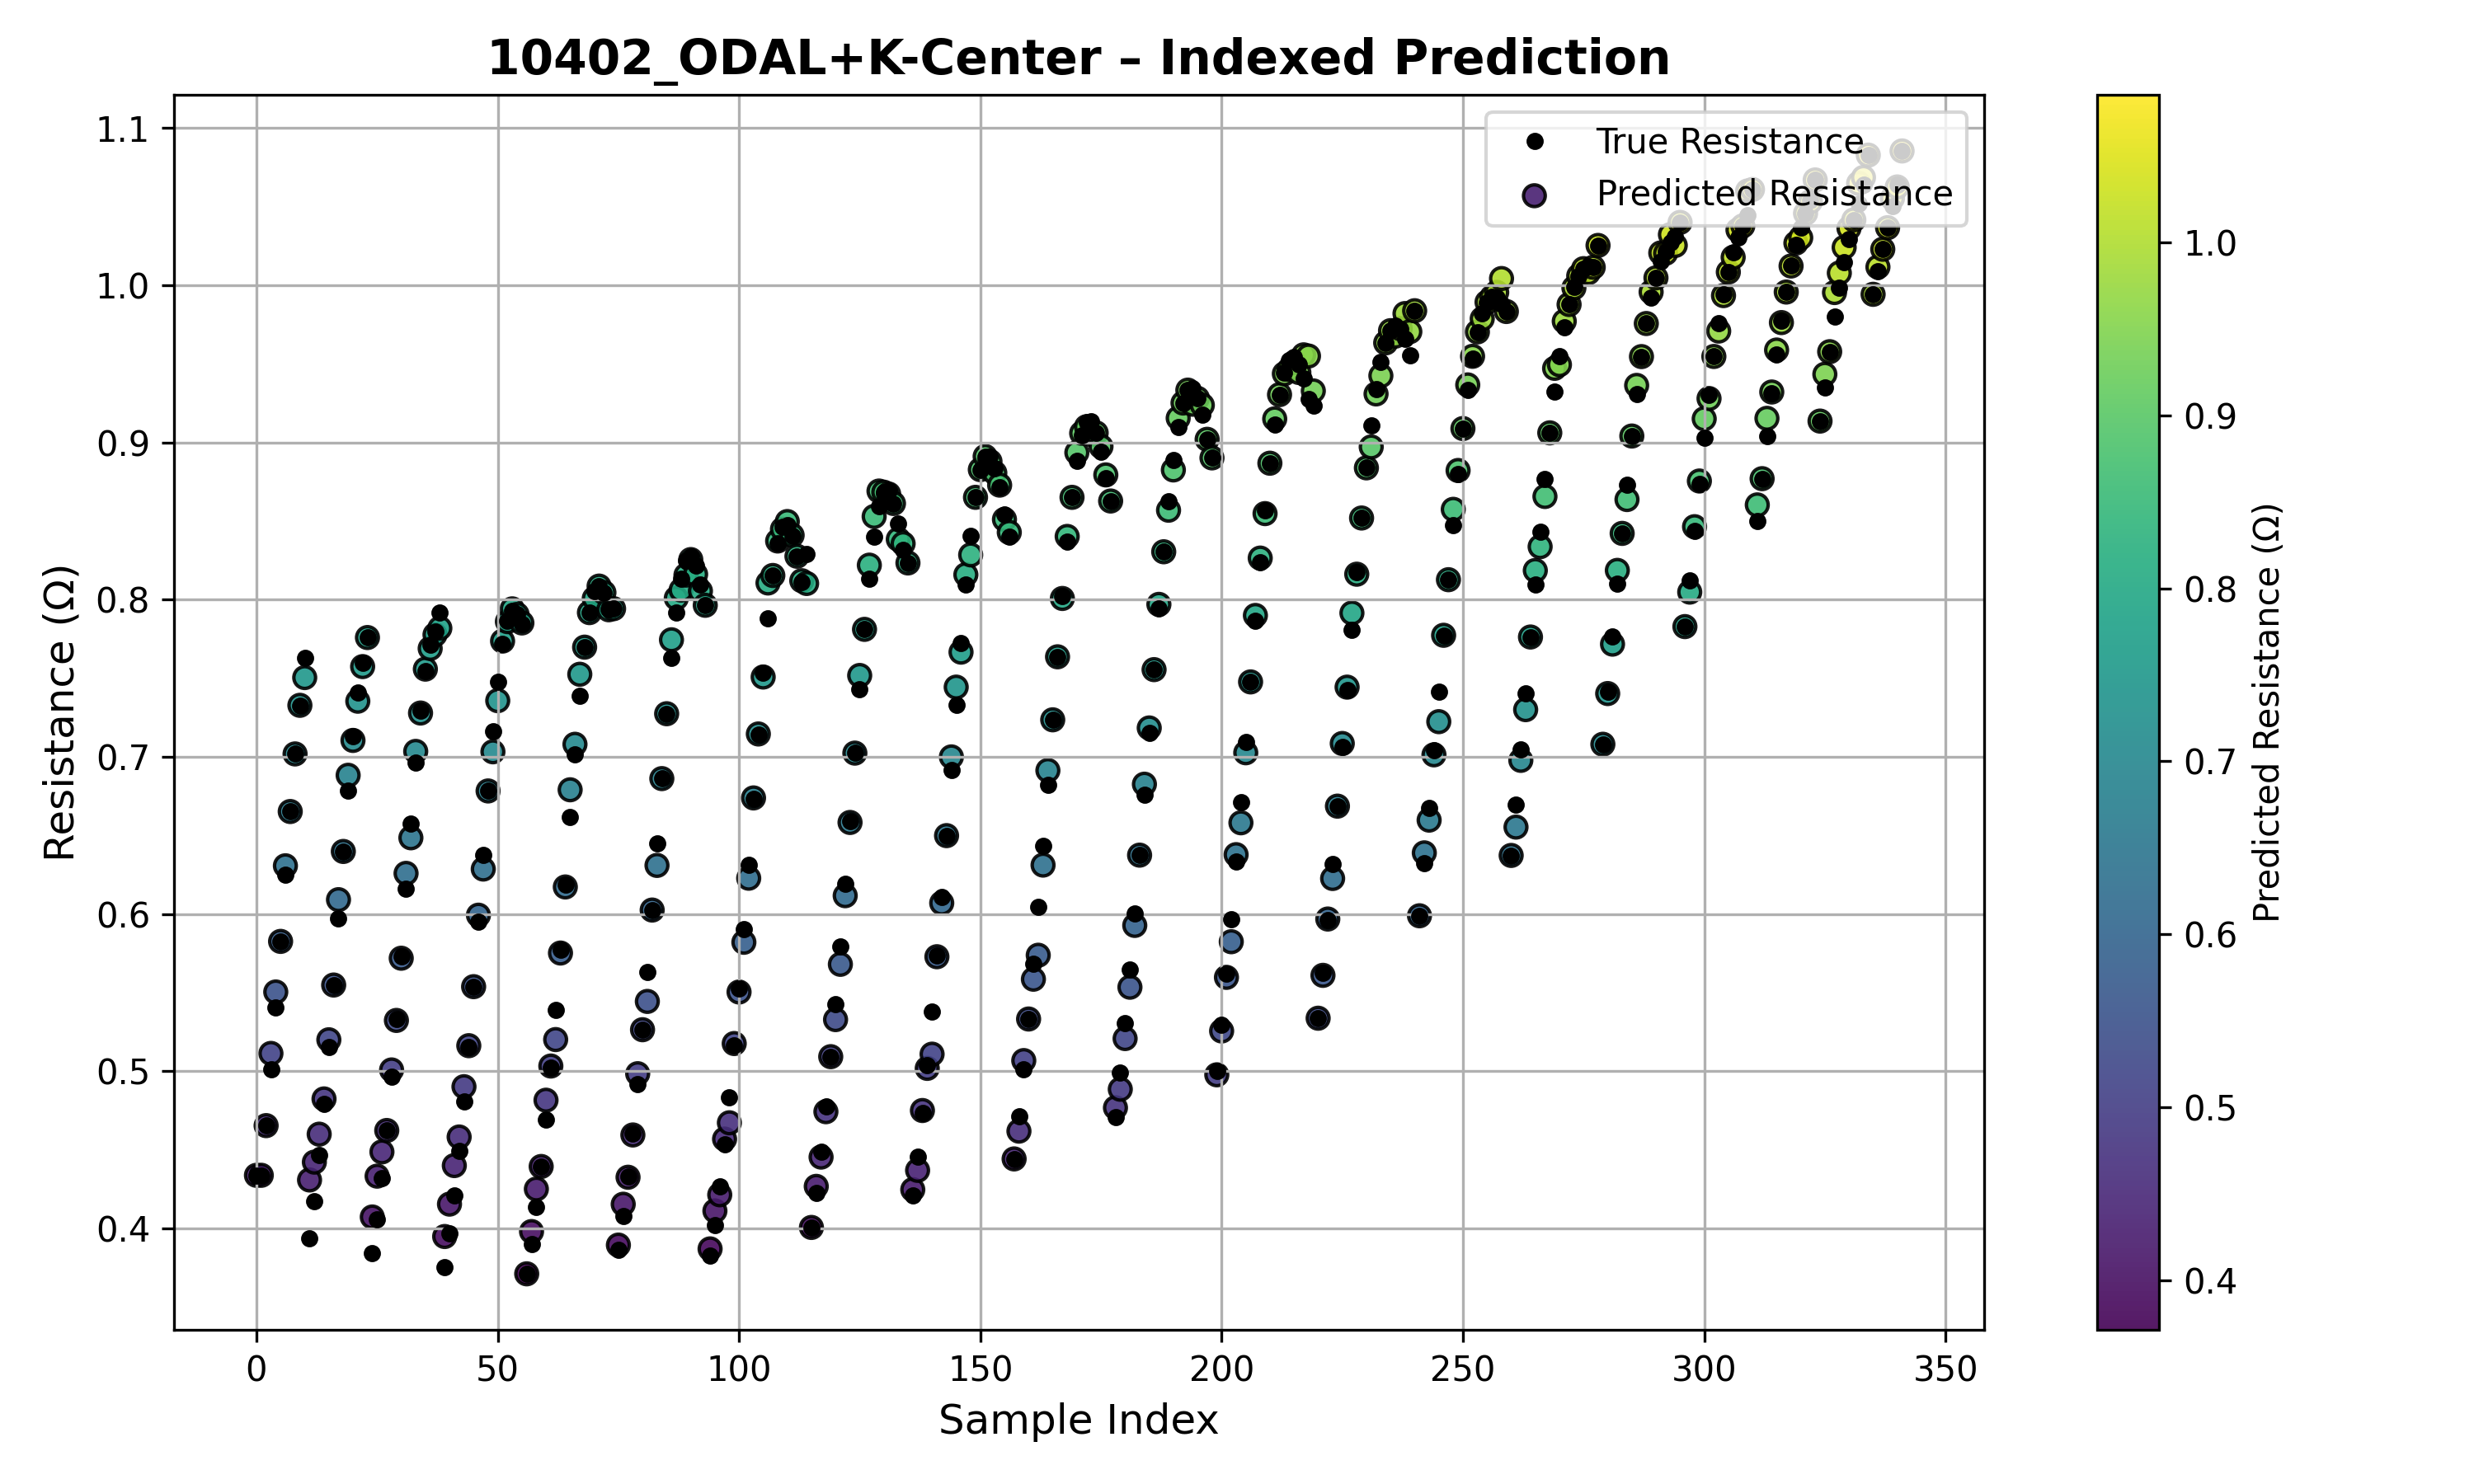 10402_ODAL+K-Center – Indexed Prediction
True Resistance
Predicted Resistance
Resistance (Ω)
1.1
1.0
0.9
0.8
0.7
0.6
0.5
0.4
0 50 100 150 200 250 300 350
Sample Index
1.0
0.9
0.8
0.7
0.6
0.5
0.4
Predicted Resistance (Ω)